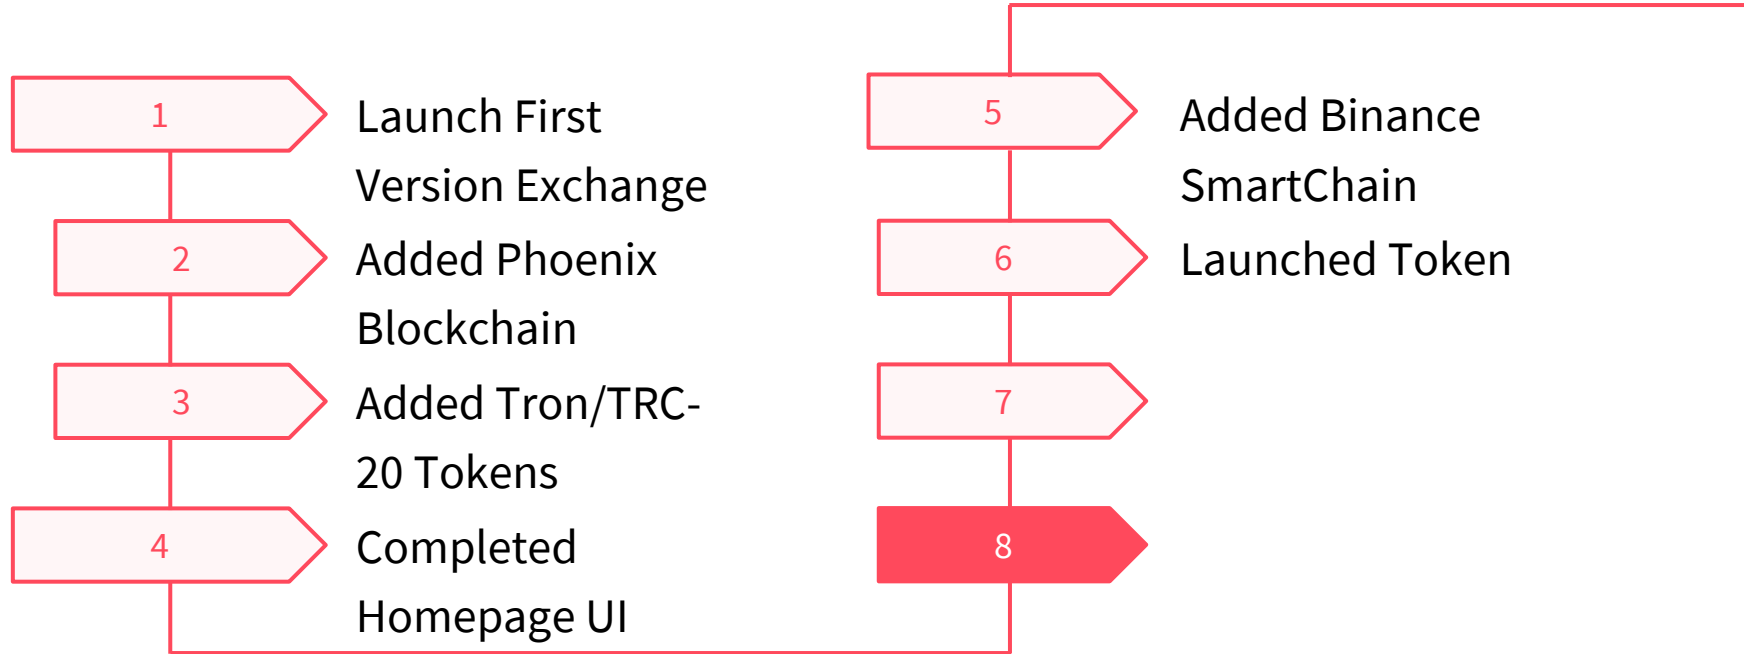 1
Launch First
Version Exchange
2
Added Phoenix
Blockchain
3
Added Tron/TRC-
20 Tokens
4
Completed
Homepage UI
5
Added Binance
SmartChain
6
Launched Token
7
8